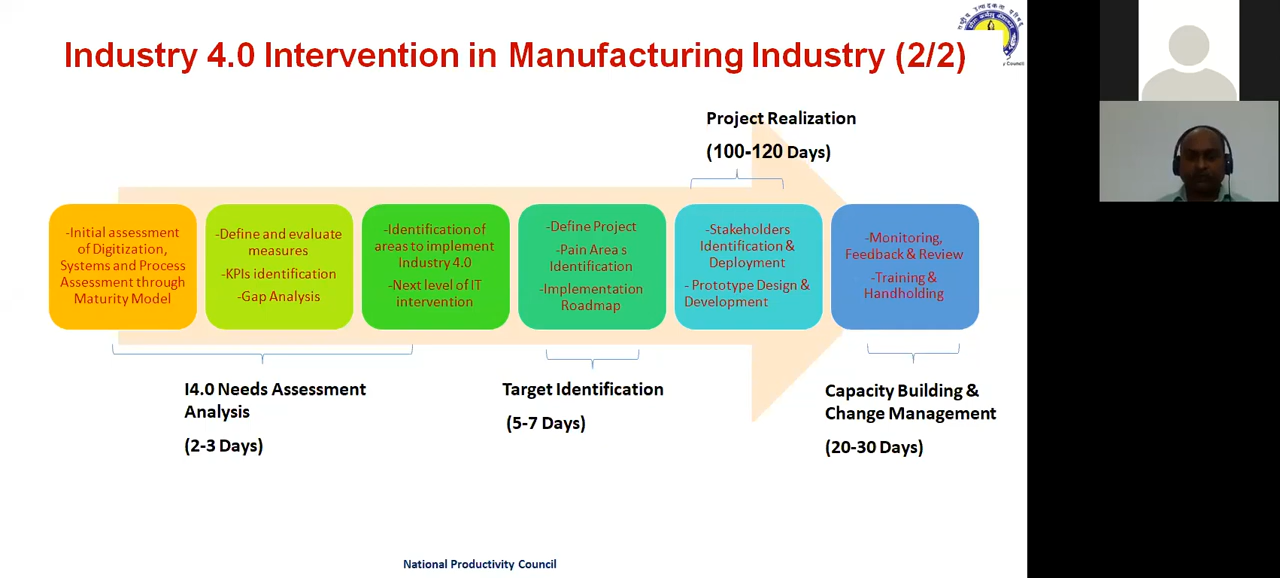 Industry 4.0 Intervention in Manufacturing Industry (2/2)
Project Realization
(100-120 Days)
-Initial assessment
of Digitization,
Systems and Process
Assessment through
Maturity Model
-Define and evaluate
measures
-KPIs identification
-Gap Analysis
-Identification of
areas to implement
Industry 4.0
-Next level of IT
intervention
-Define Project
-Pain Area s
Identification
-Implementation
Roadmap
-Stakeholders
Identification &
Deployment
- Prototype Design &
Development
-Monitoring,
Feedback & Review
-Training &
Handholding
I4.0 Needs Assessment
Analysis
(2-3 Days)
Target Identification
(5-7 Days)
Capacity Building &
Change Management
(20-30 Days)
National Productivity Council